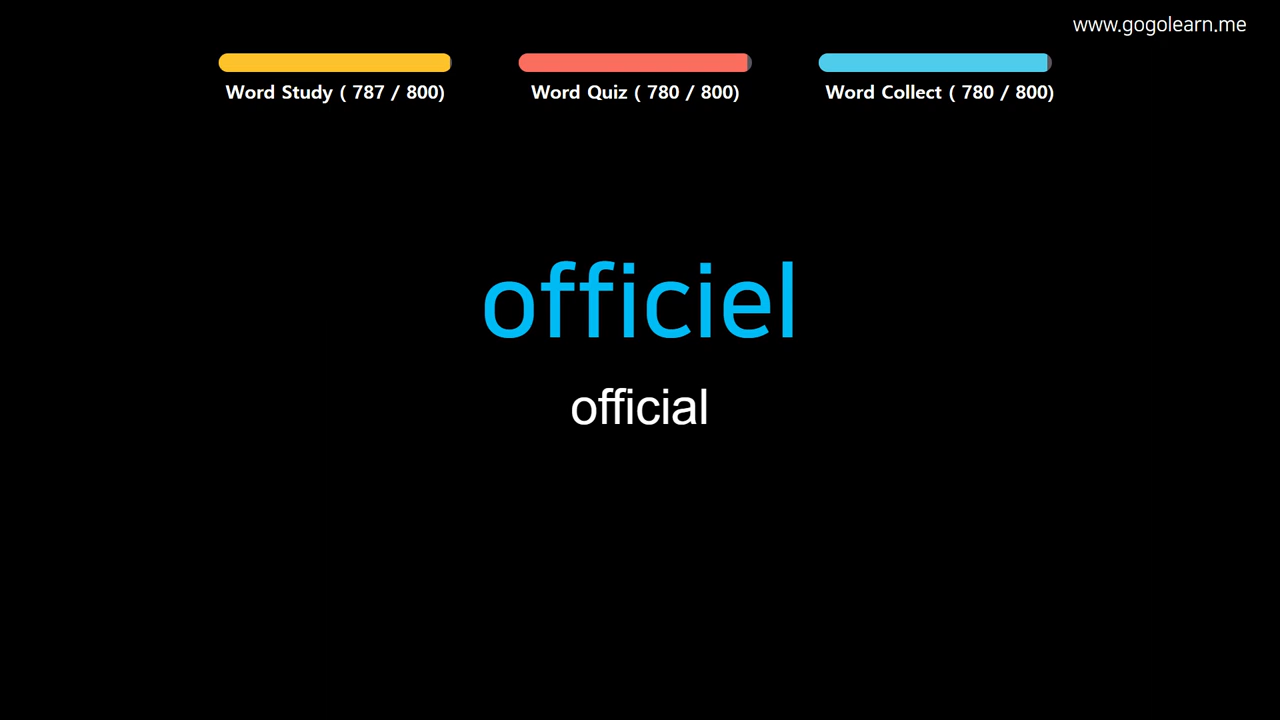 www.gogolearn.me
Word Study ( 787 / 800)
Word Quiz ( 780 / 800)
Word Collect ( 780 / 800)
officiel
official